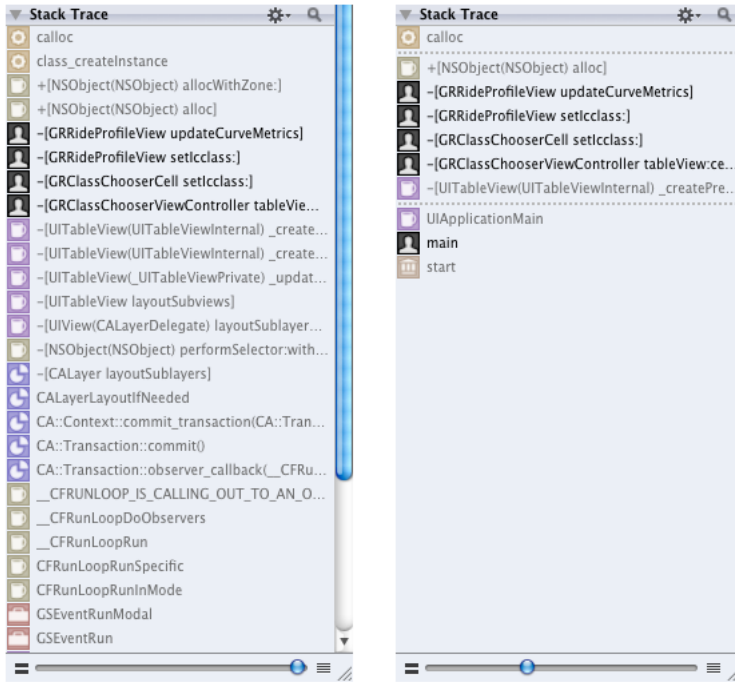 Stack Trace
calloc
class_createInstance
+[NSObject(NSObject) allocWithZone:]
+[NSObject(NSObject) alloc]
-[GRRideProfileView updateCurveMetrics]
-[GRRideProfileView setIcclass:]
-[GRClassChooserCell setIcclass:]
-[GRClassChooserViewController tableVie...
-[UITableView(UITableViewInternal) _create...
-[UITableView(UITableViewInternal) _create...
-[UITableView(_UITableViewPrivate) _updat...
-[UITableView layoutSubviews]
-[UIView(CALayerDelegate) layoutSublayer...
-[NSObject(NSObject) performSelector:with...
-[CALayer layoutSublayers]
CALayerLayoutIfNeeded
CA::Context::commit_transaction(CA::Tran...
CA::Transaction::commit()
CA::Transaction::observer_callback(__CFRu...
__CFRUNLOOP_IS_CALLING_OUT_TO_AN_O...
__CFRunLoopDoObservers
__CFRunLoopRun
CFRunLoopRunSpecific
CFRunLoopRunInMode
GSEventRunModal
GSEventRun
Stack Trace
calloc
+[NSObject(NSObject) alloc]
-[GRRideProfileView updateCurveMetrics]
-[GRRideProfileView setIcclass:]
-[GRClassChooserCell setIcclass:]
-[GRClassChooserViewController tableView:ce...
-[UITableView(UITableViewInternal) _createPre...
UIApplicationMain
main
start